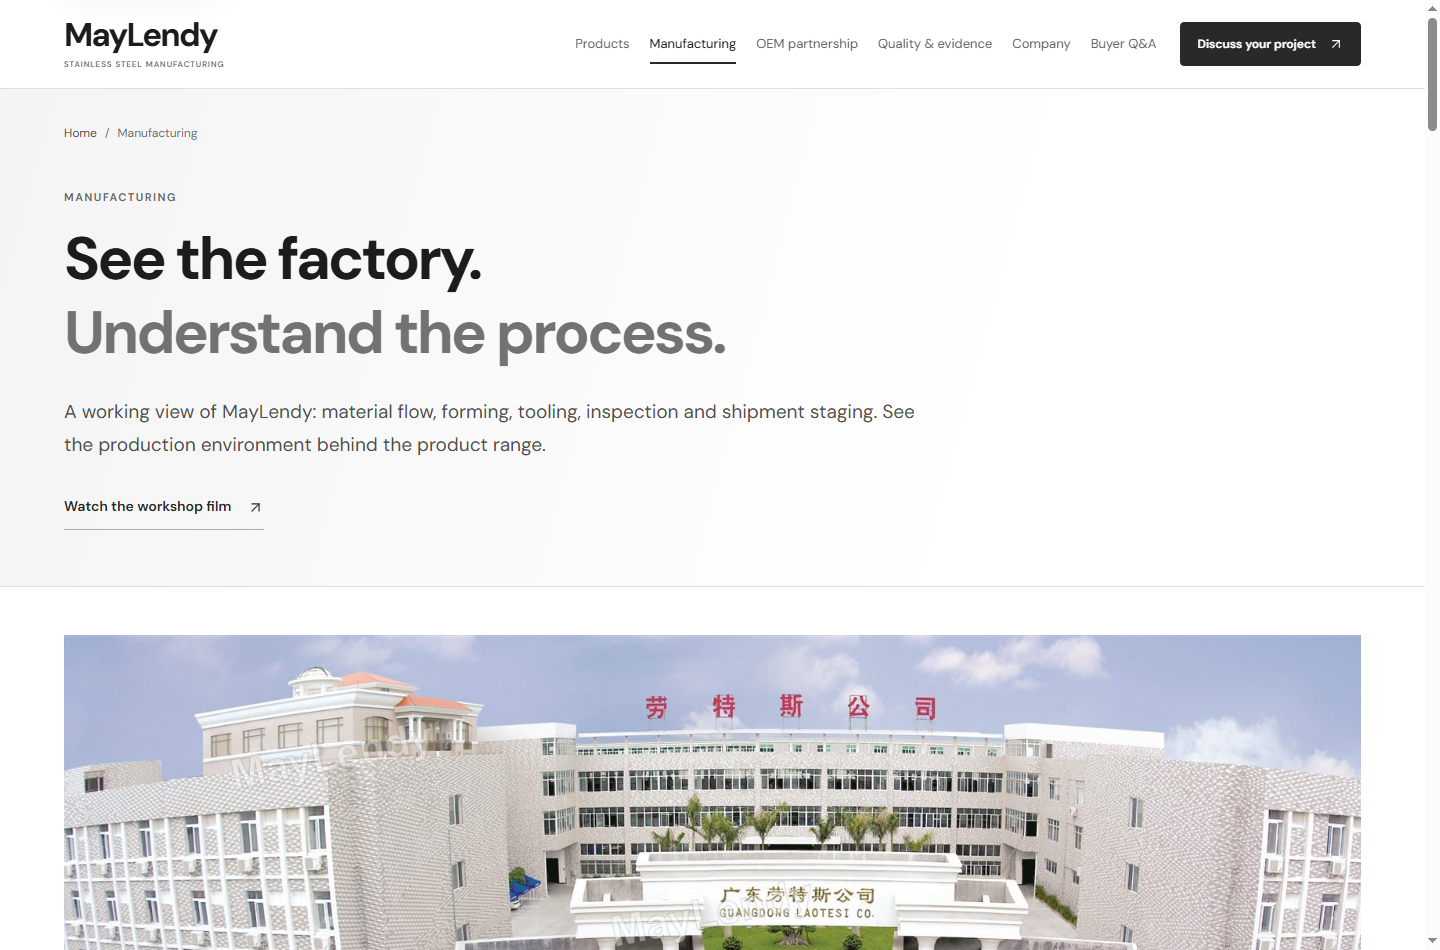 MayLendy
STAINLESS STEEL MANUFACTURING
Products
Manufacturing
OEM partnership
Quality & evidence
Company
Buyer Q&A
Discuss your project
Home / Manufacturing
MANUFACTURING
See the factory.
Understand the process.
A working view of MayLendy: material flow, forming, tooling, inspection and shipment staging. See
the production environment behind the product range.
Watch the workshop film
劳特斯公司
MayLendy
广东劳特斯公司
GUANGDONG LAOTESI CO.
MayLendy